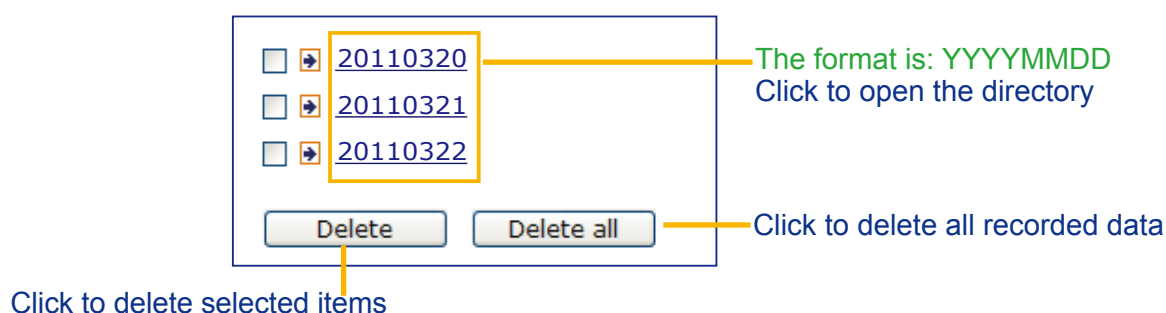 20110320
The format is: YYYYMMDD
Click to open the directory
20110321
20110322
Delete
Delete all
Click to delete all recorded data
Click to delete selected items